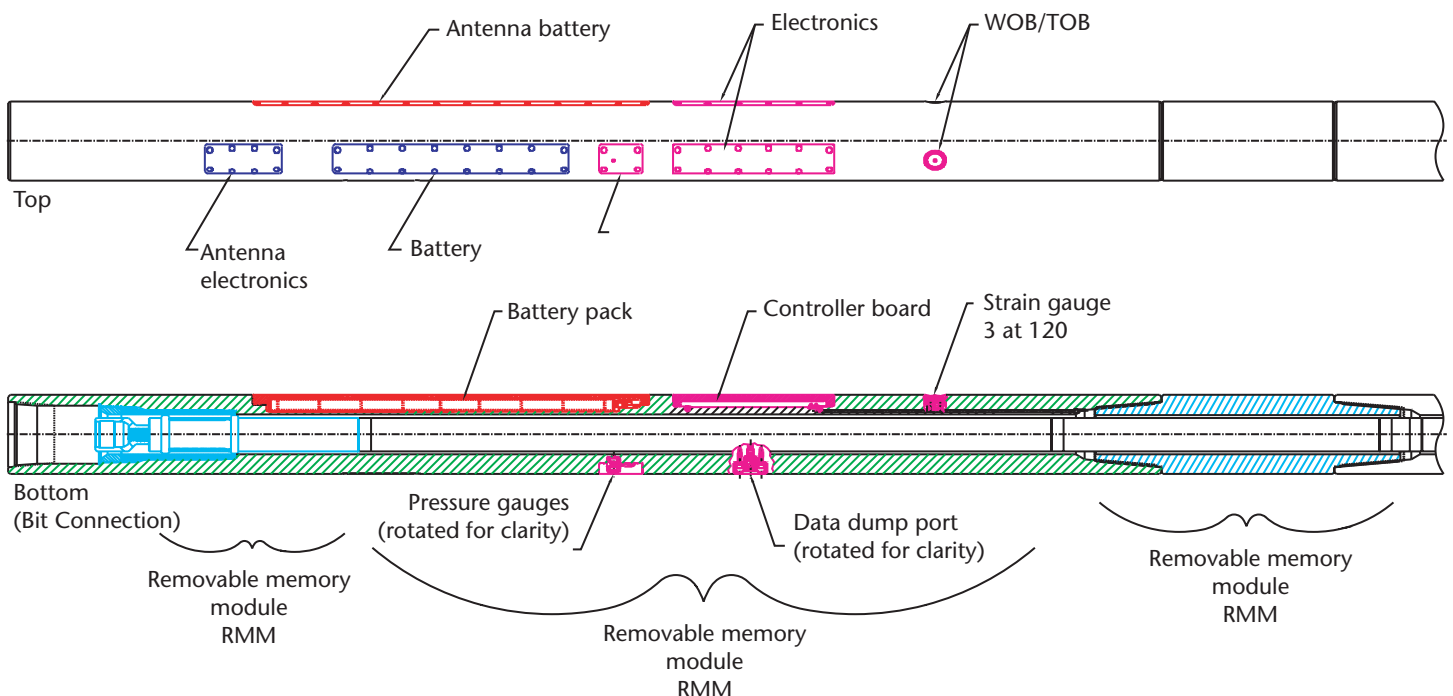 Antenna battery
Electronics
WOB/TOB
Top
Antenna
electronics
Battery
Battery pack
Controller board
Strain gauge
3 at 120
Bottom
(Bit Connection)
Pressure gauges
(rotated for clarity)
Data dump port
(rotated for clarity)
Removable memory
module
RMM
Removable memory
module
RMM
Removable memory
module
RMM